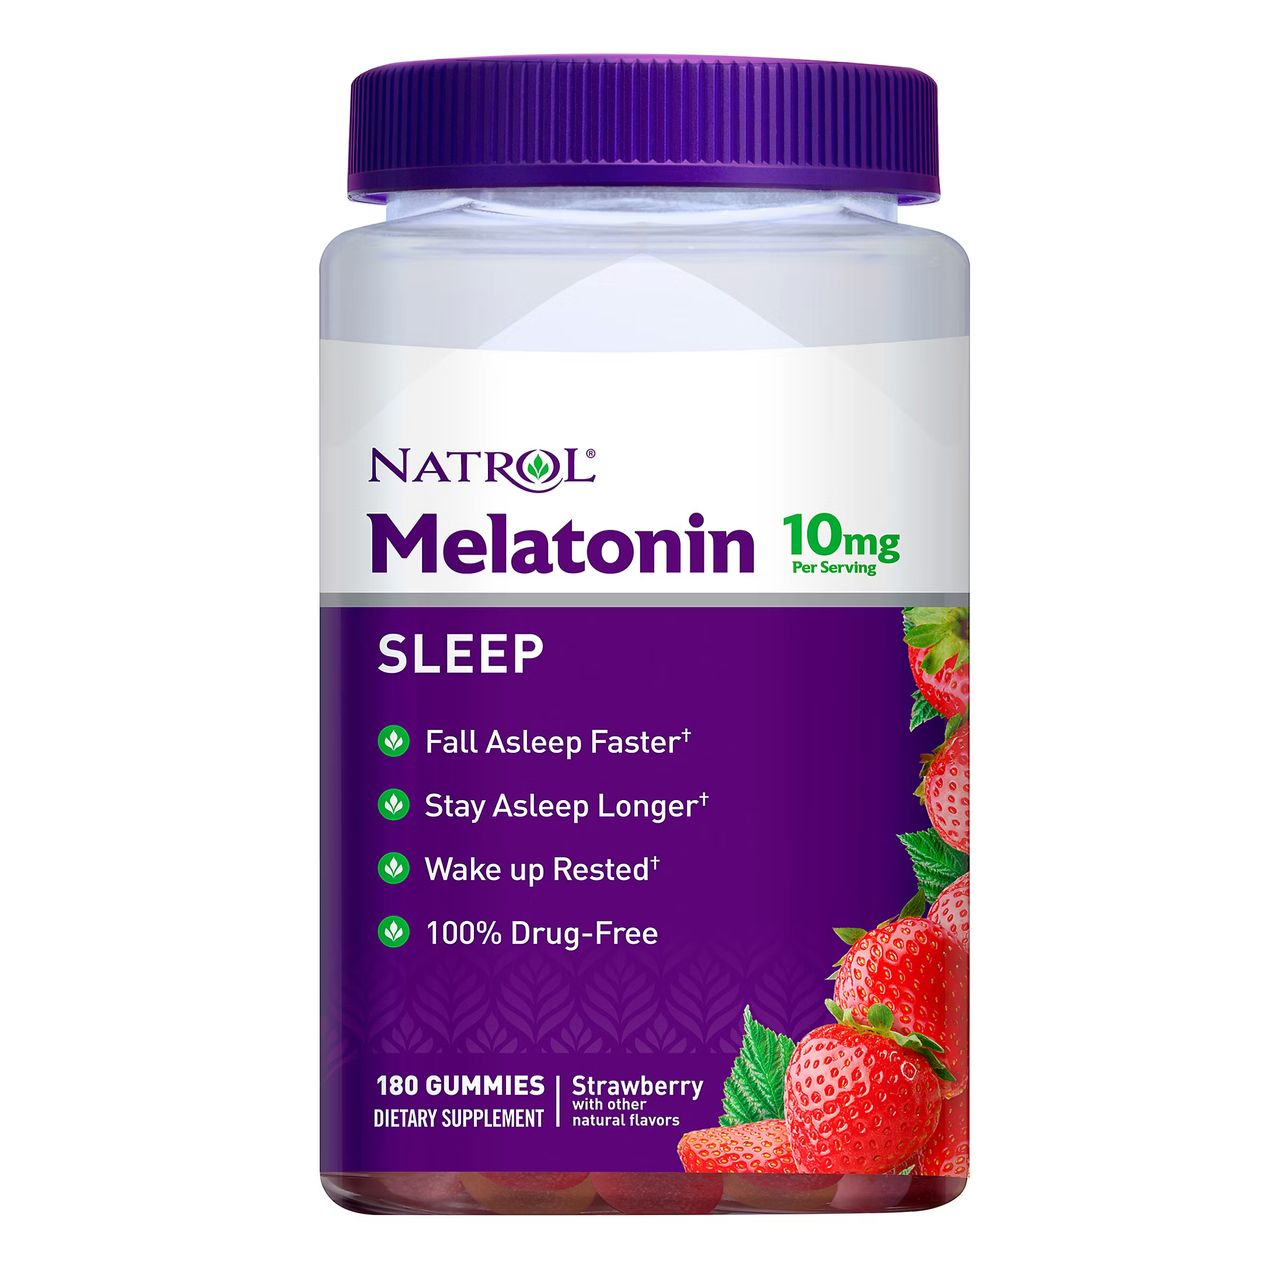 NATROL®
Melatonin 10mg
Per Serving
SLEEP
Fall Asleep Faster†
Stay Asleep Longer†
Wake up Rested†
100% Drug-Free
180 GUMMIES
DIETARY SUPPLEMENT
Strawberry
with other
natural flavors